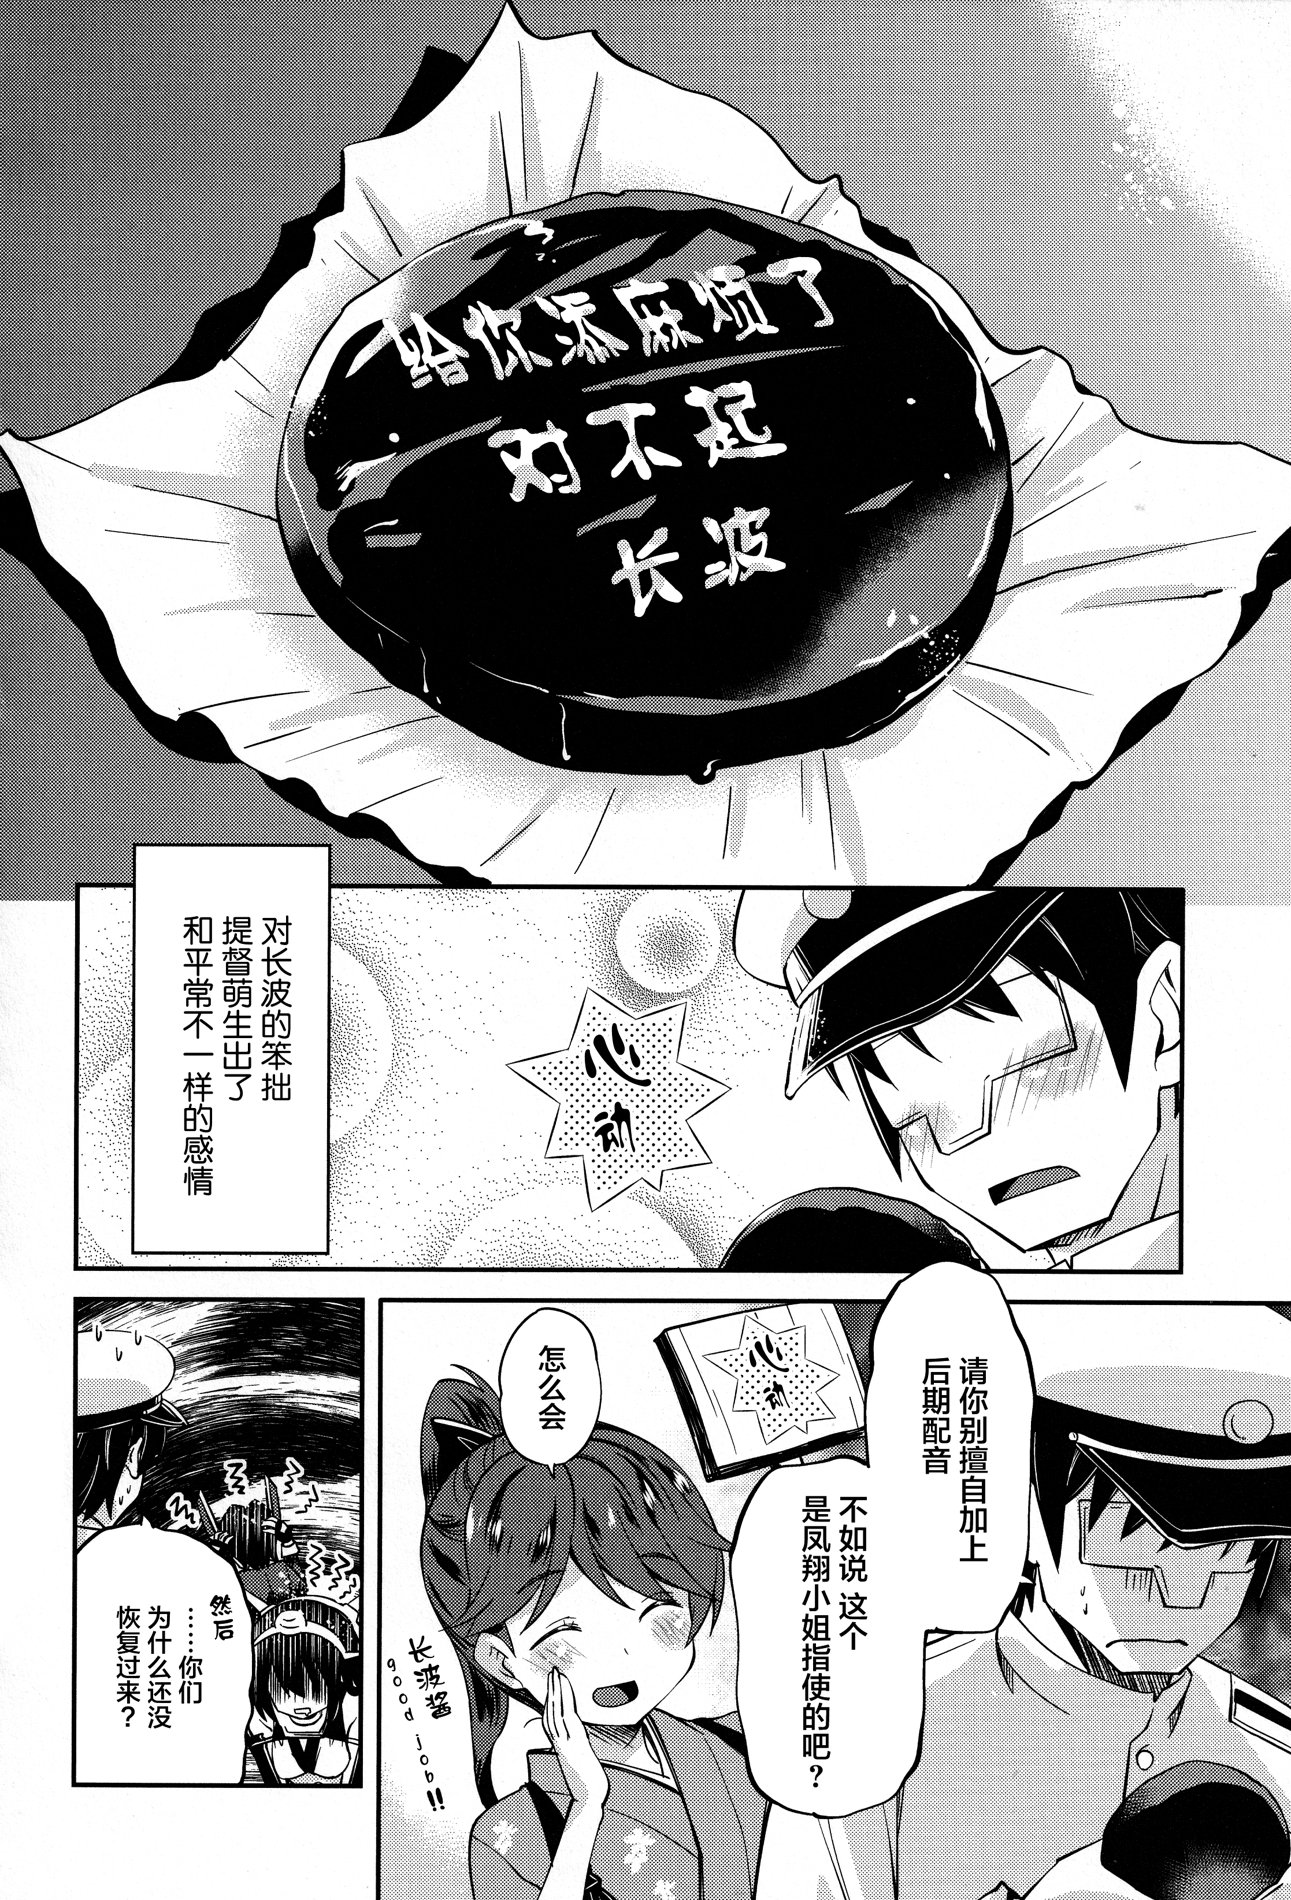 给你添麻烦了
对不起
长波
对长波的笨拙
提督萌生出了
和平常不一样的感情
心动
请你别擅自加上
后期配音
不如说 这个
是凤翔小姐指使的吧？
心动
怎么会
长波酱
good job!!
然后
……你们
为什么还没
恢复过来？